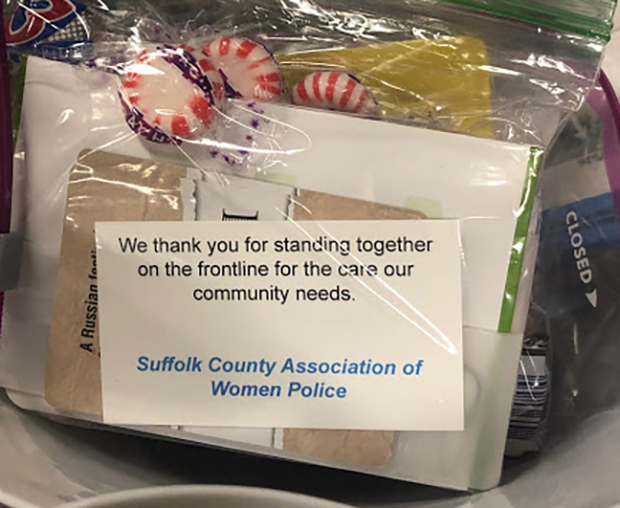 We thank you for standing together
on the frontline for the care our
community needs.
Suffolk County Association of
Women Police
A Russian
CLOSED